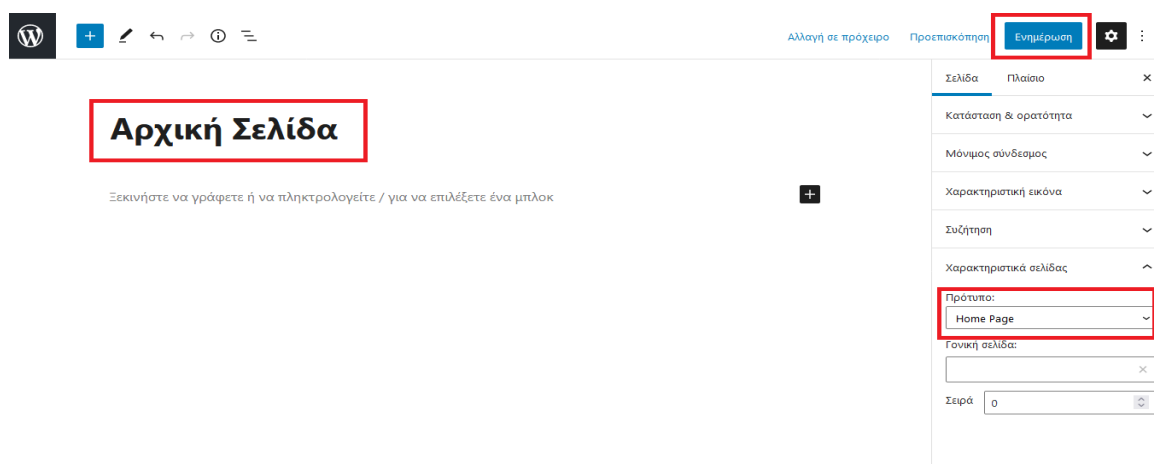 Αλλαγή σε πρόχειρο Προεπισκόπηση Ενημέρωση
Σελίδα Πλαίσιο
Αρχική Σελίδα
Ξεκινήστε να γράφετε ή να πληκτρολογείτε / για να επιλέξετε ένα μπλοκ
Κατάσταση & ορατότητα
Μόνιμος σύνδεσμος
Χαρακτηριστική εικόνα
Συζήτηση
Χαρακτηριστικά σελίδας
Πρότυπο:
Home Page
Γονική σελίδα:
Σειρά 0